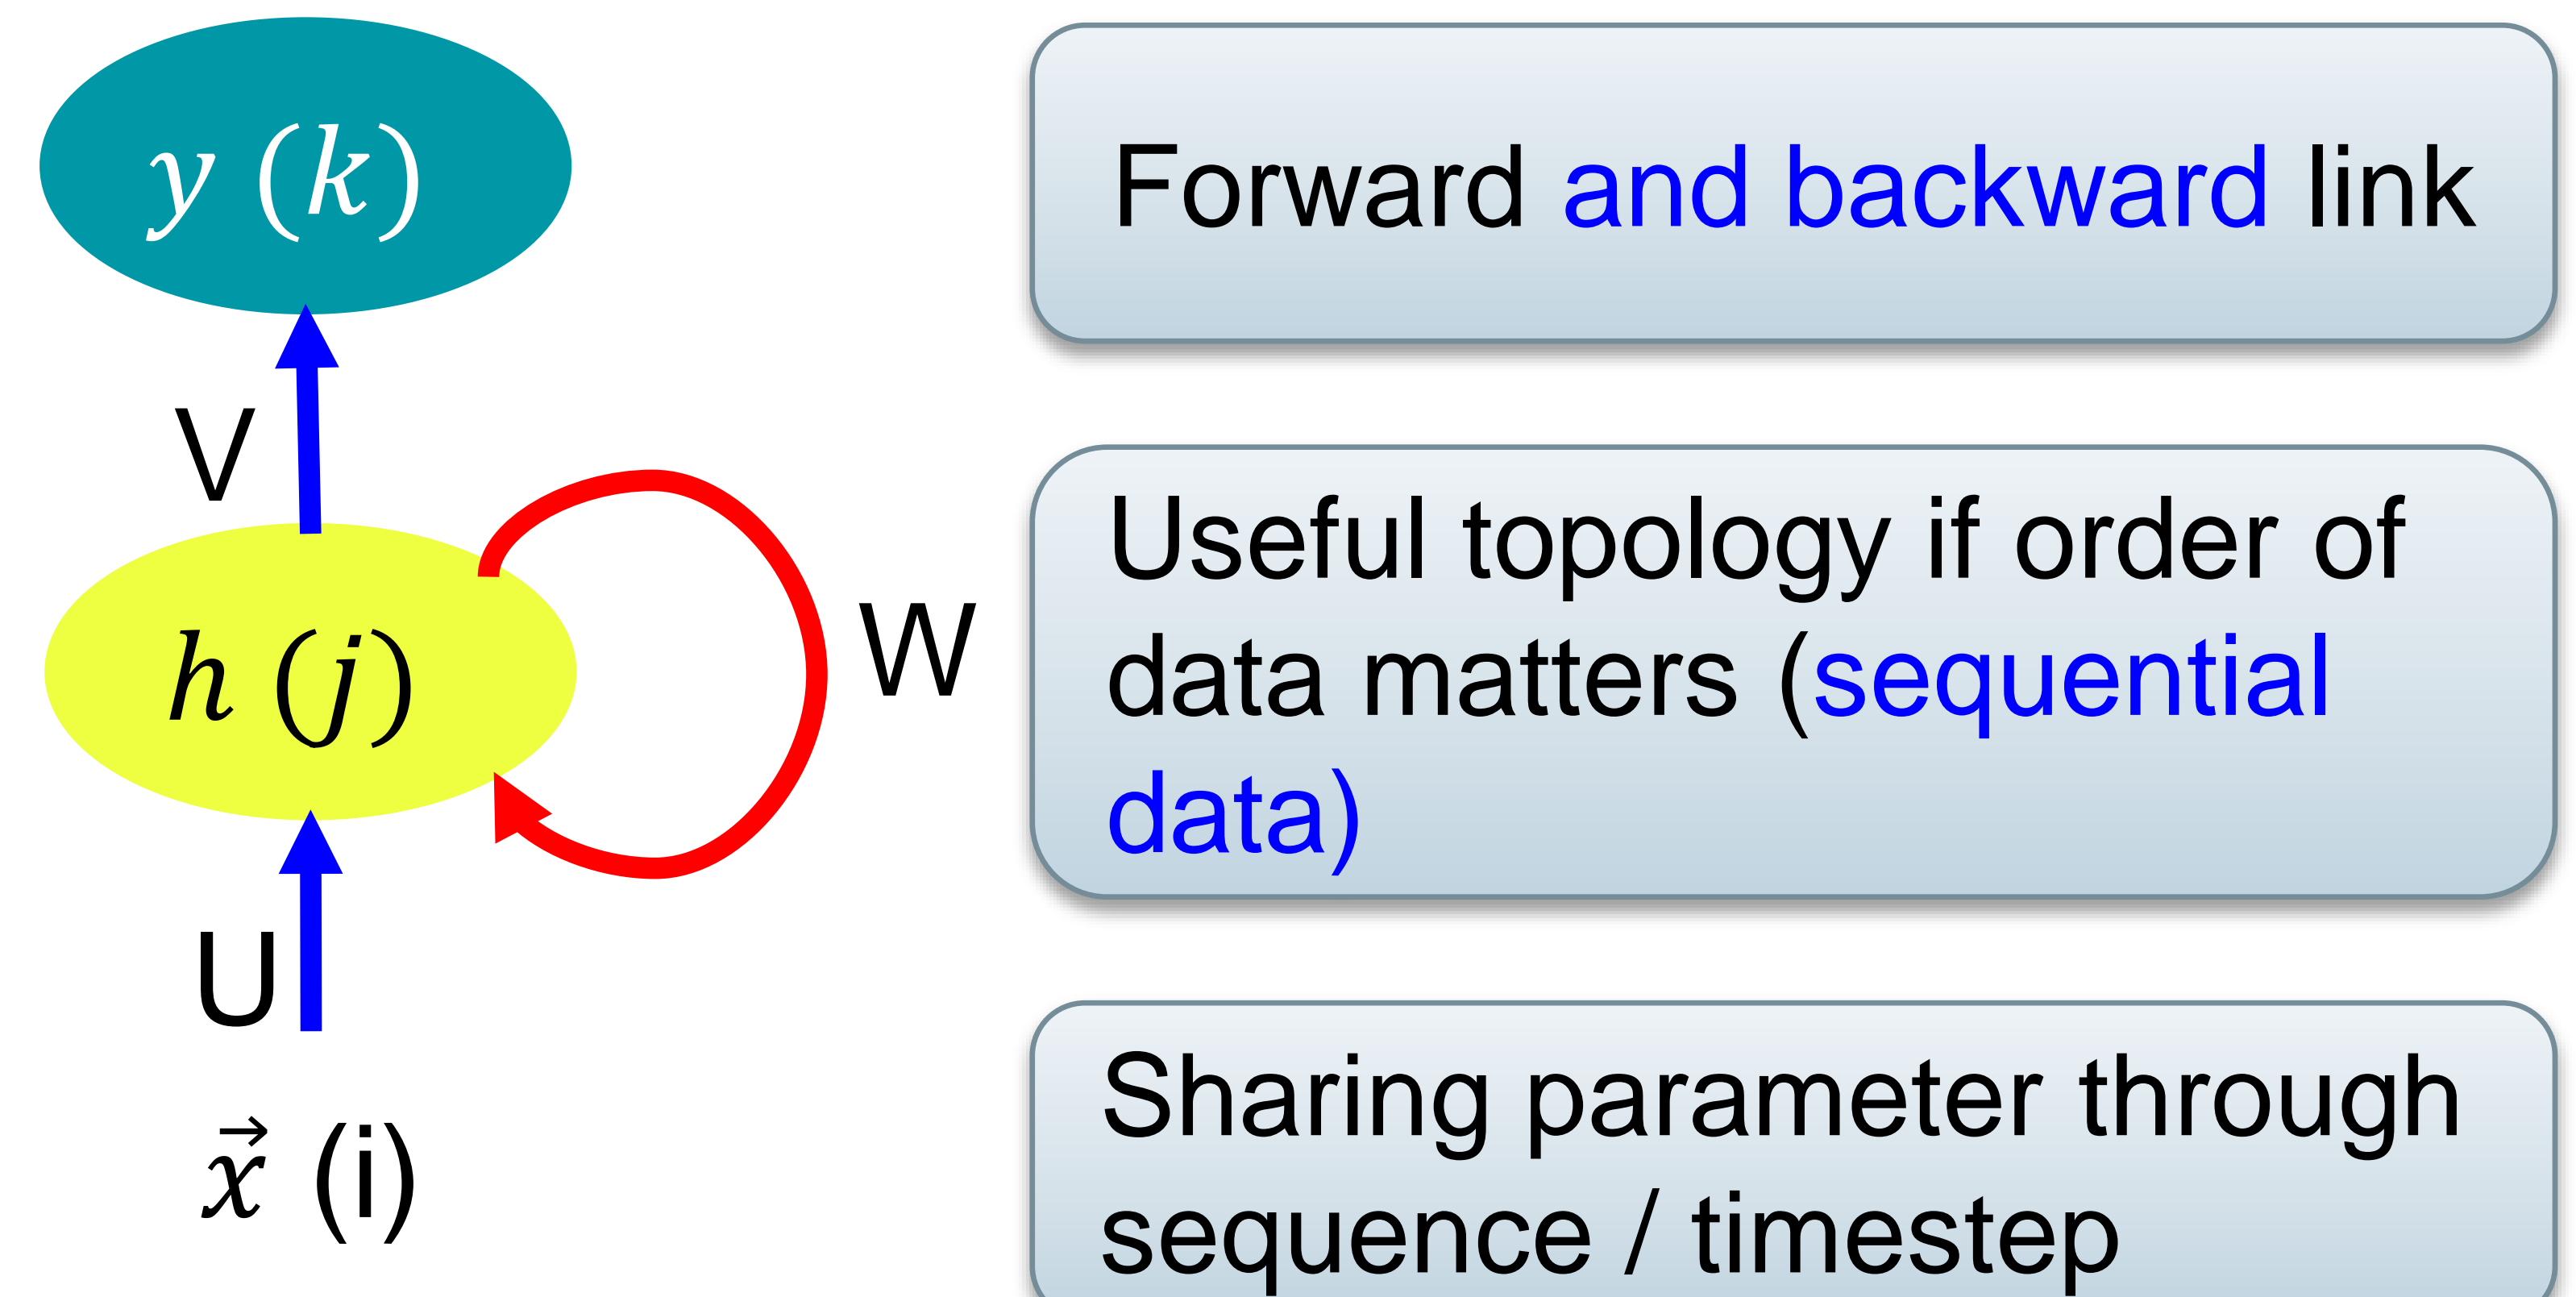 y (k)
V
h (j)
W
U
x⃗ (i)
Forward and backward link
Useful topology if order of
data matters (sequential
data)
Sharing parameter through
sequence / timestep